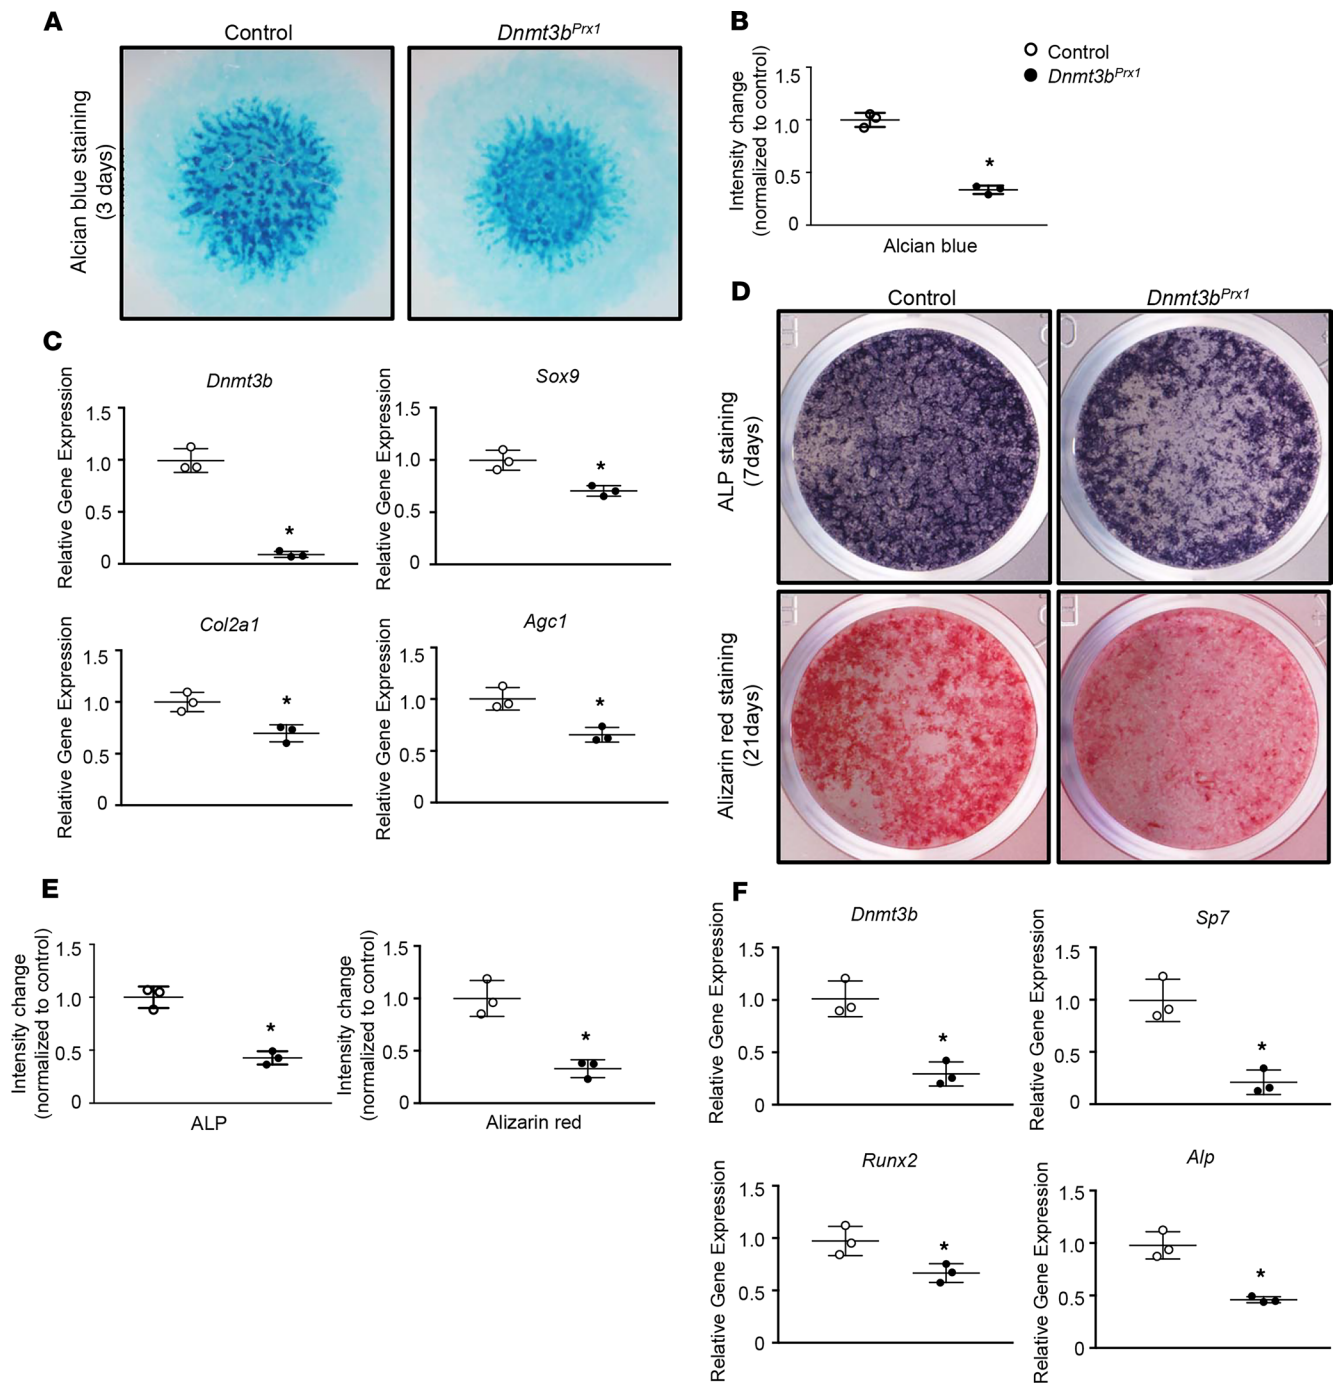 A
Control
Dnmt3bPrx1
Alcian blue staining
(3 days)
B
Control
Dnmt3bPrx1
Intensity change
(normalized to control)
1.5
1.0
0.5
0
*
Alcian blue
C
Dnmt3b
Relative Gene Expression
1.5
1.0
0.5
0
*
Sox9
Relative Gene Expression
1.5
1.0
0.5
0
*
Col2a1
Relative Gene Expression
1.5
1.0
0.5
0
*
Agc1
Relative Gene Expression
1.5
1.0
0.5
0
*
D
Control
Dnmt3bPrx1
ALP staining
(7days)
Alizarin red staining
(21days)
E
Intensity change
(normalized to control)
1.5
1.0
0.5
0
*
ALP
Intensity change
(normalized to control)
1.5
1.0
0.5
0
*
Alizarin red
F
Dnmt3b
Relative Gene Expression
1.5
1.0
0.5
0
*
Sp7
Relative Gene Expression
1.5
1.0
0.5
0
*
Runx2
Relative Gene Expression
1.5
1.0
0.5
0
*
Alp
Relative Gene Expression
1.5
1.0
0.5
0
*